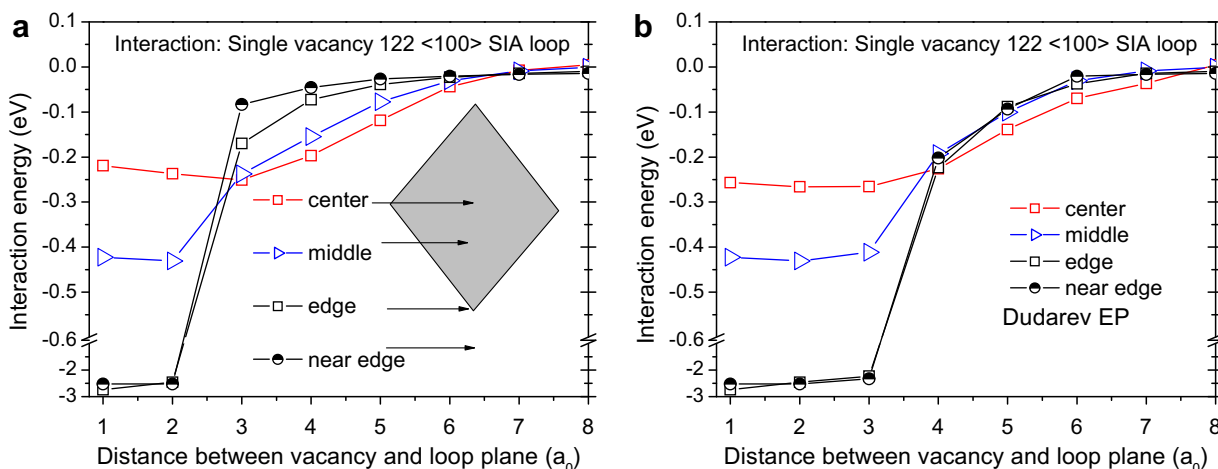 a
Interaction: Single vacancy 122 <100> SIA loop
Interaction energy (eV)
0.1
0.0
-0.1
-0.2
-0.3
-0.4
-0.5
-0.6
-2
-3
center
middle
edge
near edge
1 2 3 4 5 6 7 8
Distance between vacancy and loop plane (a0)
b
Interaction: Single vacancy 122 <100> SIA loop
Interaction energy (eV)
0.1
0.0
-0.1
-0.2
-0.3
-0.4
-0.5
-0.6
-2
-3
center
middle
edge
near edge
Dudarev EP
1 2 3 4 5 6 7 8
Distance between vacancy and loop plane (a0)